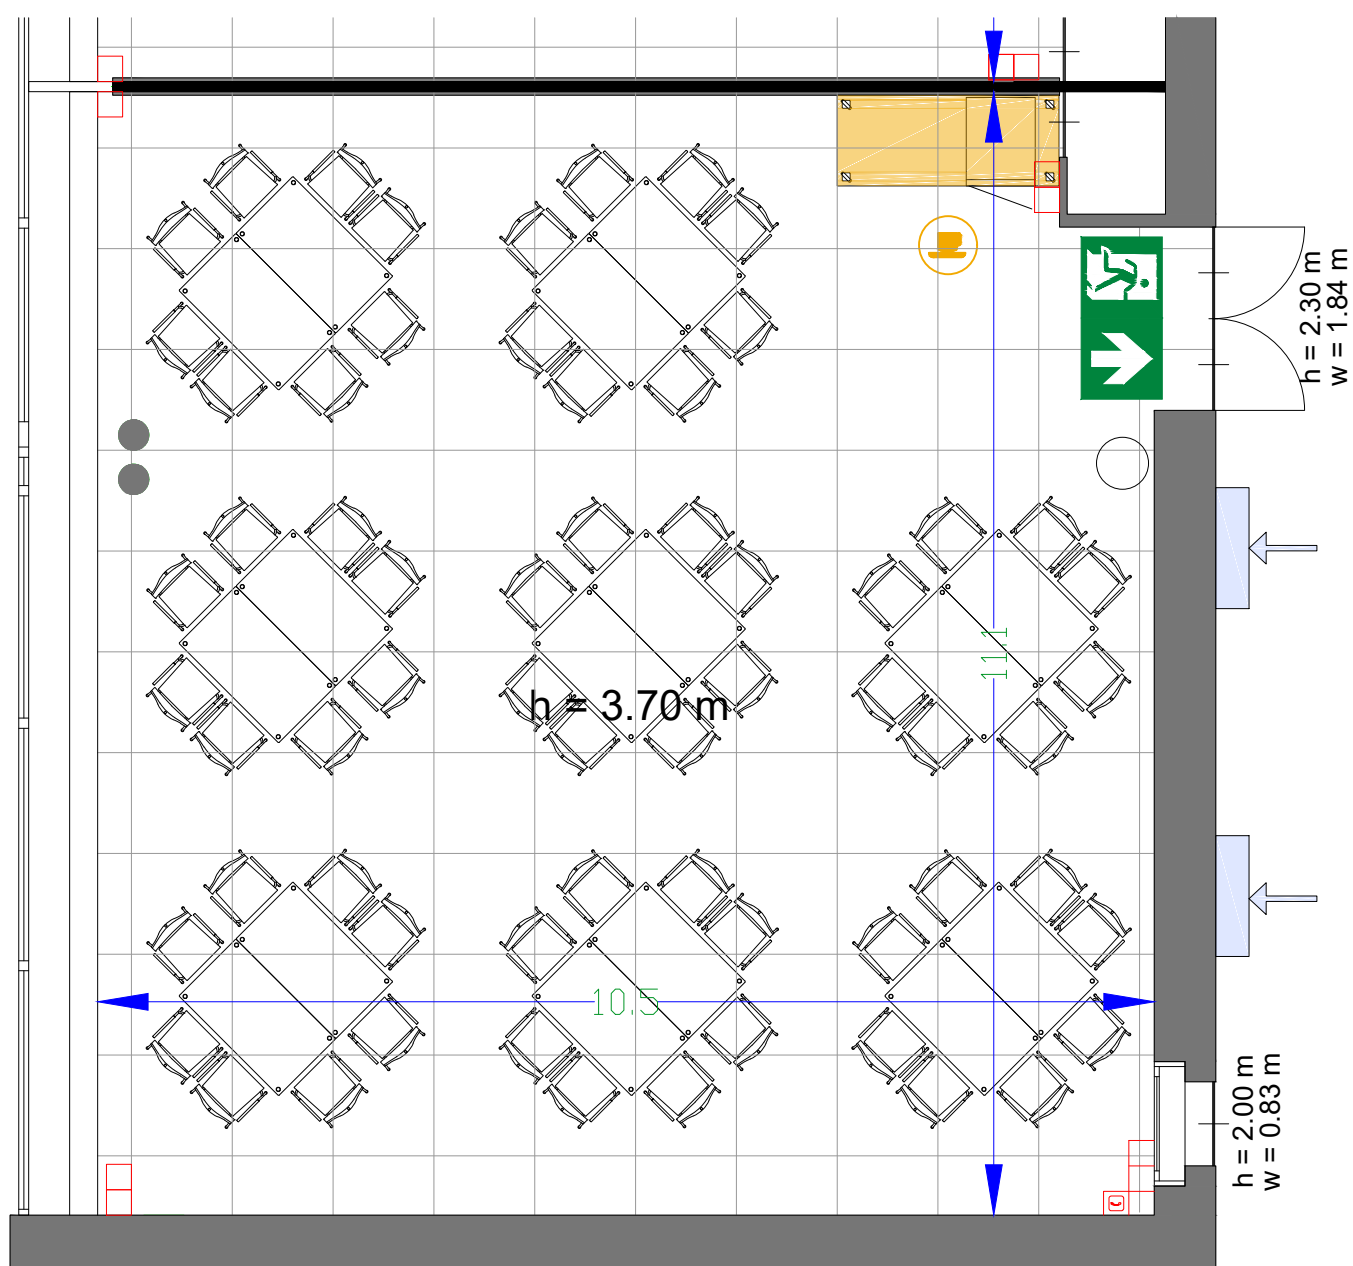 h = 2.30 m
w = 1.84 m
11,1
h = 3.70 m
10,5
h = 2.00 m
w = 0.83 m